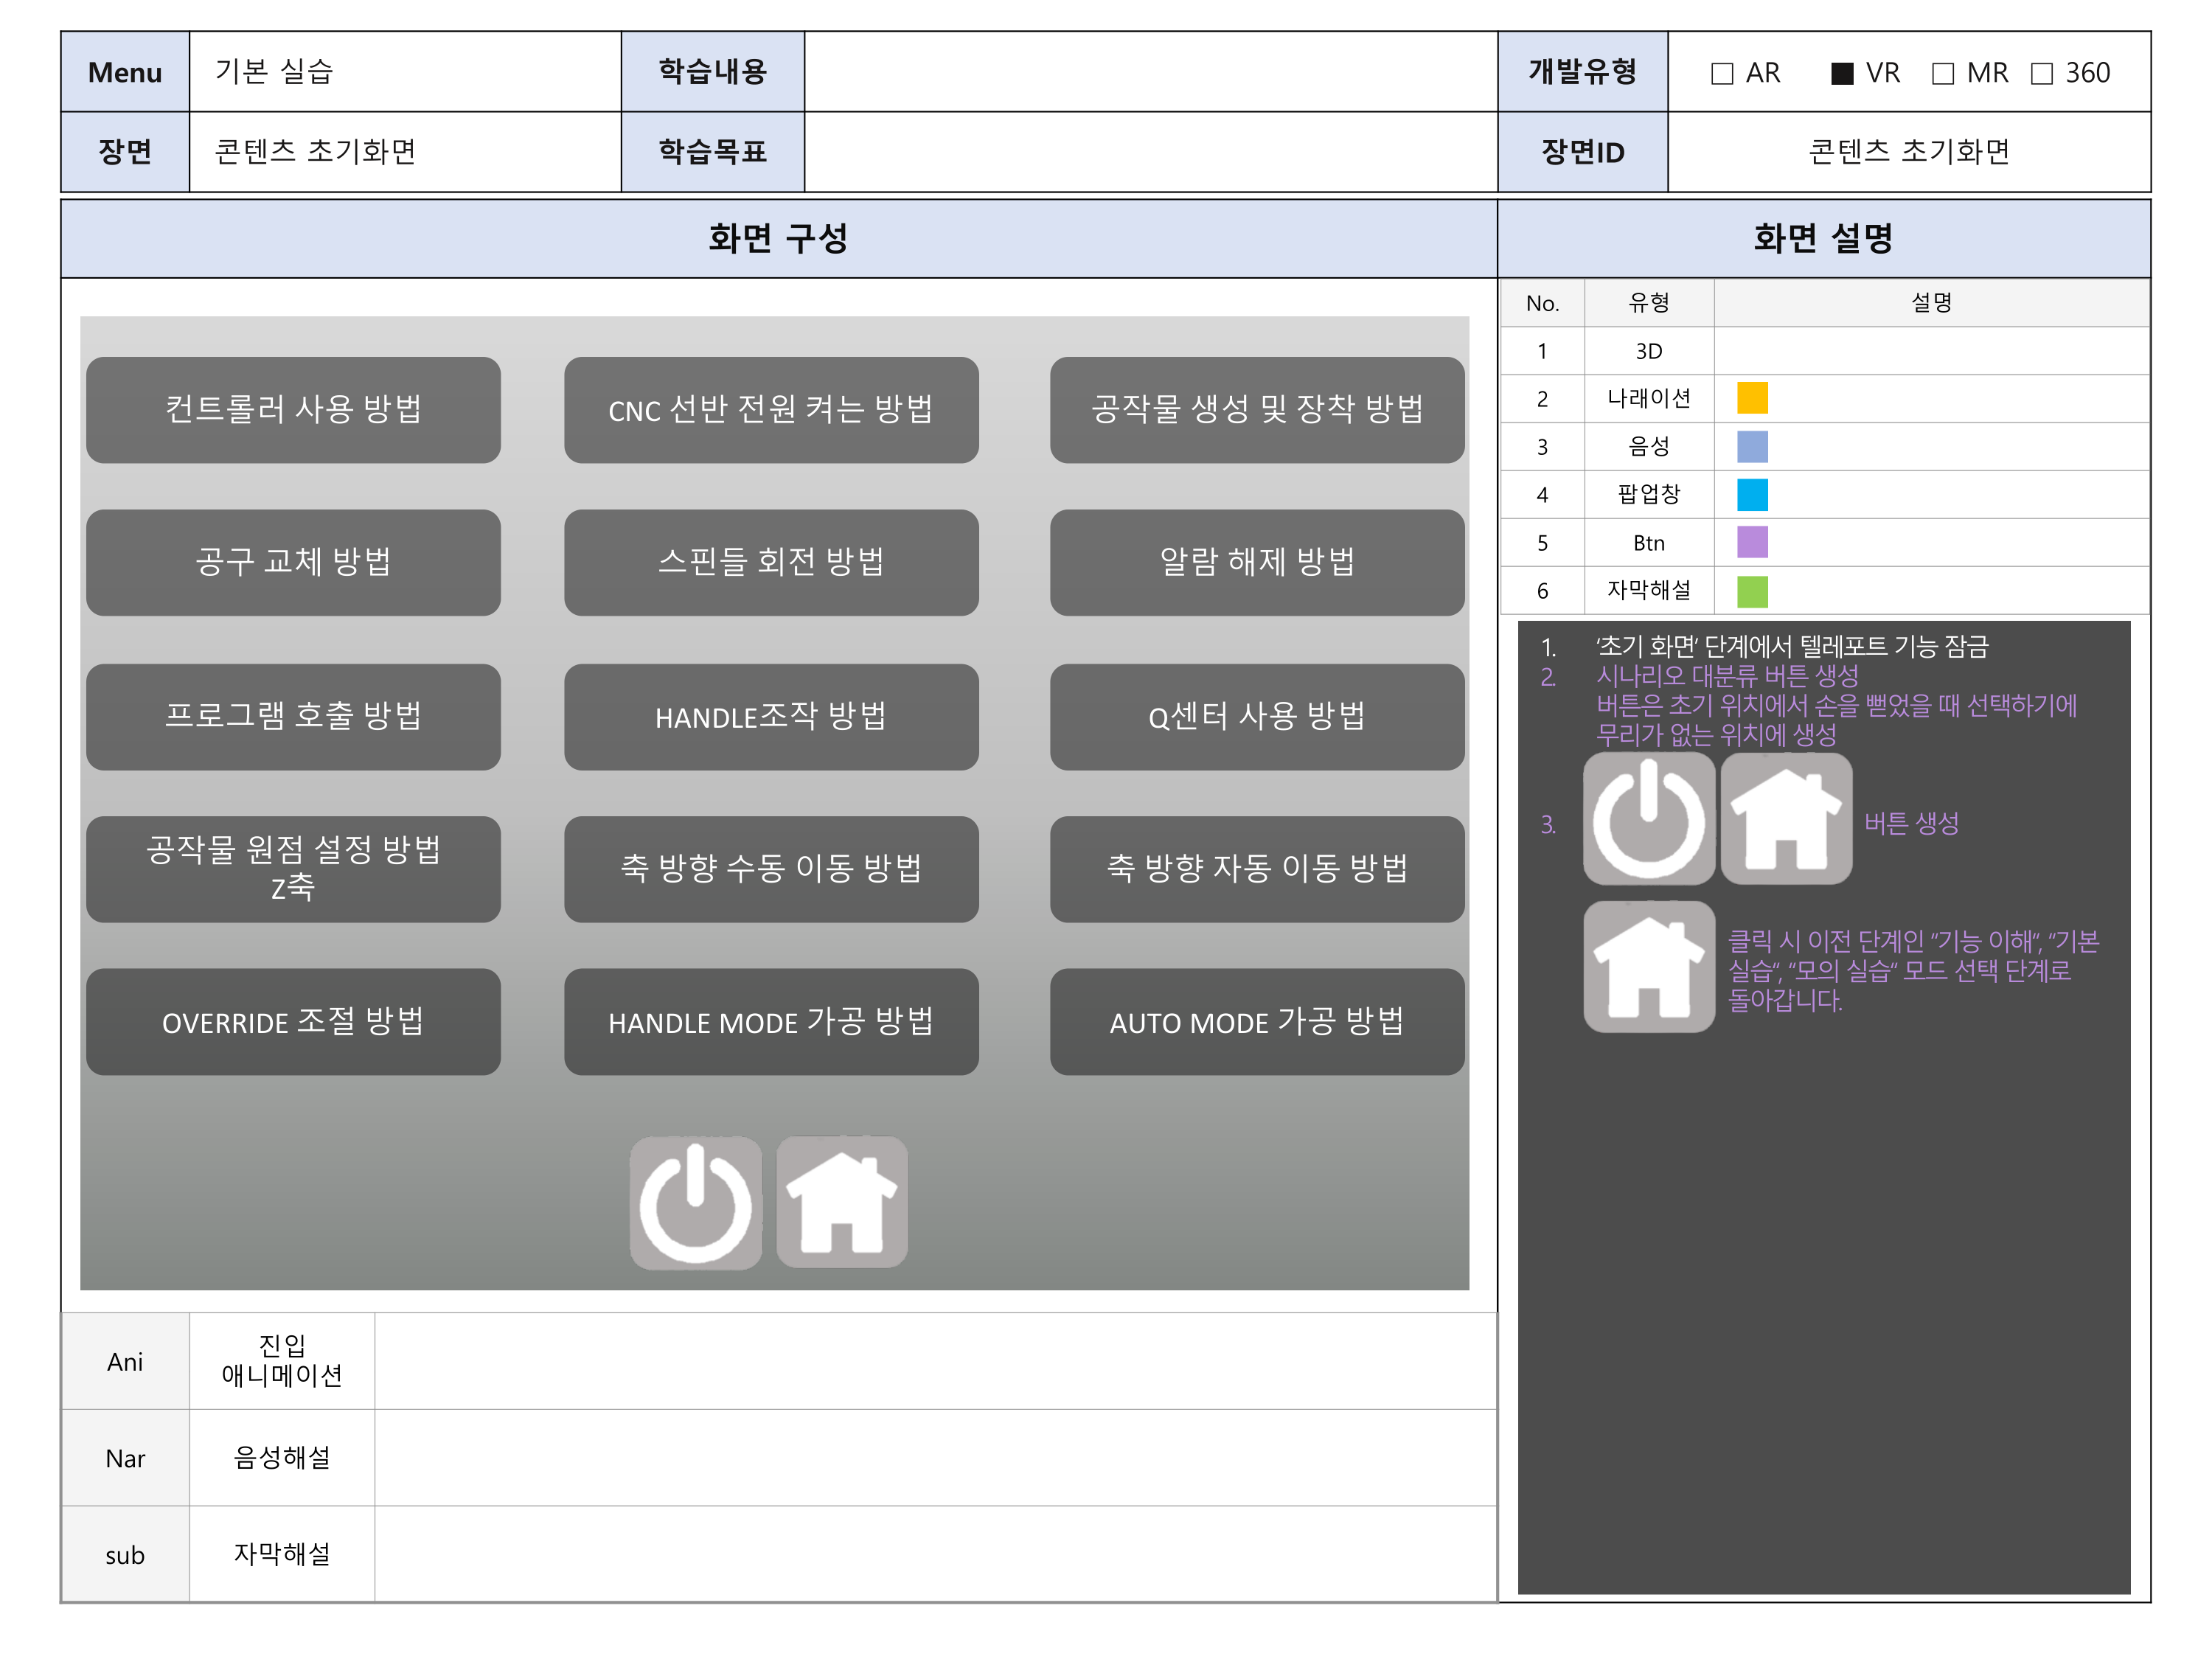 Menu 기본 실습 학습내용 개발유형 □ AR ■ VR □ MR □ 360
장면 콘텐츠 초기화면 학습목표 장면ID 콘텐츠 초기화면
화면 구성
화면 설명
컨트롤러 사용 방법
CNC 선반 전원 켜는 방법
공작물 생성 및 장착 방법
공구 교체 방법
스핀들 회전 방법
알람 해제 방법
프로그램 호출 방법
HANDLE조작 방법
Q센터 사용 방법
공작물 원점 설정 방법
Z축
축 방향 수동 이동 방법
축 방향 자동 이동 방법
OVERRIDE 조절 방법
HANDLE MODE 가공 방법
AUTO MODE 가공 방법
No. 유형 설명
1 3D
2 나래이션
3 음성
4 팝업창
5 Btn
6 자막해설
1. ‘초기 화면’ 단계에서 텔레포트 기능 잠금
2. 시나리오 대분류 버튼 생성
버튼은 초기 위치에서 손을 뻗었을 때 선택하기에
무리가 없는 위치에 생성
3. 버튼 생성
클릭 시 이전 단계인 “기능 이해“, “기본
실습“, “모의 실습“ 모드 선택 단계로
돌아갑니다.
Ani 진입
애니메이션
Nar 음성해설
sub 자막해설